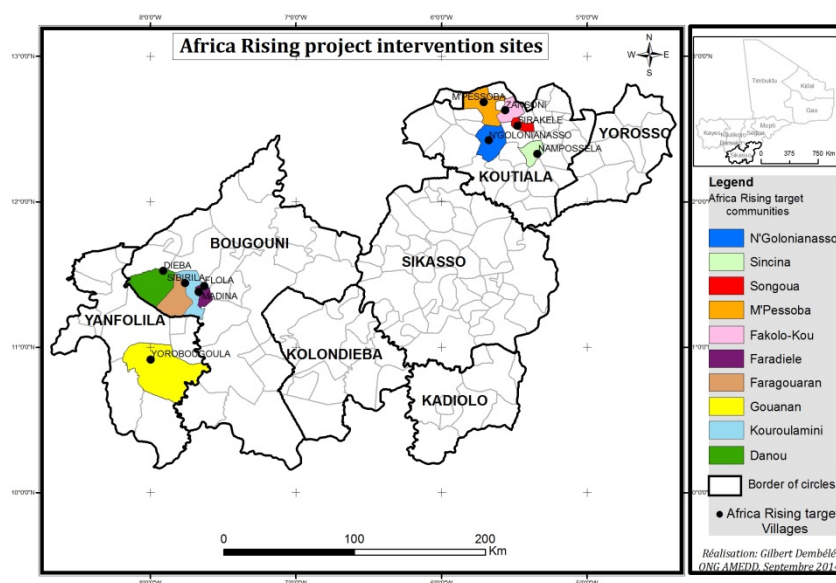 Africa Rising project intervention sites
N
W E
S
8°0'0"W 7°0'0"W 6°0'0"W 5°0'0"W
13°0'0"N
12°0'0"N
11°0'0"N
10°0'0"N
M'PESSOBA
ZANSONI
SIRAKELE
N'GOLONIANASSO
NAMPOSSELA
KOUTIALA
YOROSSO
BOUGOUNI
SIKASSO
DIEBA
SIBIRILA
FLOLA
MADINA
YANFOLILA
YOROBOUGOULA
KOLONDIEBA
KADIOLO
0 100 200
Km
Timbuktu
Kidal
Gao
Mopti
Kayes
Koulikoro
Segou
Sikasso
0 375 750 Km
Legend
Africa Rising target
communities
N'Golonianasso
Sincina
Songoua
M'Pessoba
Fakolo-Kou
Faradiele
Faragouaran
Gouanan
Kouroulamini
Danou
Border of circles
Africa Rising target
Villages
Réalisation: Gilbert Dembélé
ONG AMEDD, Septembre